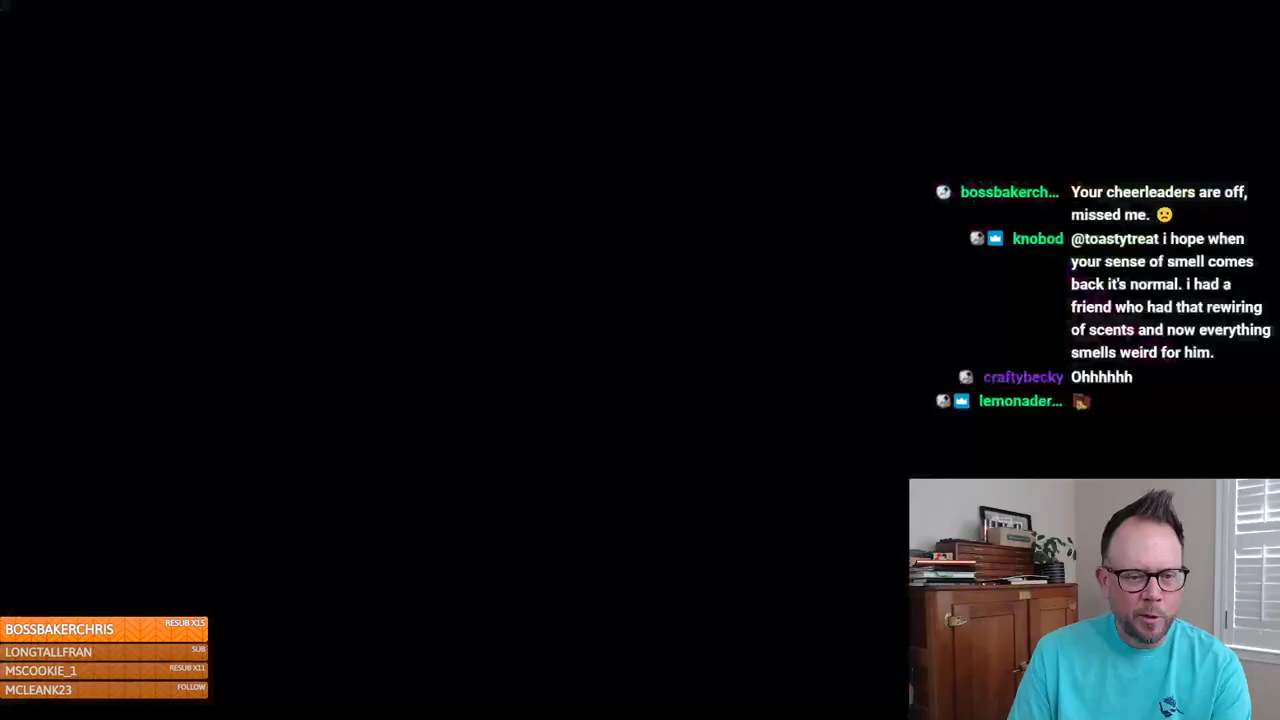 bossbakerch... Your cheerleaders are off,
missed me.
knobod @toastytreat i hope when
your sense of smell comes
back it's normal. i had a
friend who had that rewiring
of scents and now everything
smells weird for him.
craftybecky Ohhhhhh
lemonader...
BOSSBAKERCHRIS RESUB X15
LONGTALLFRAN SUB
MSCOOKIE_1 RESUB X11
MCLEANK23 FOLLOW